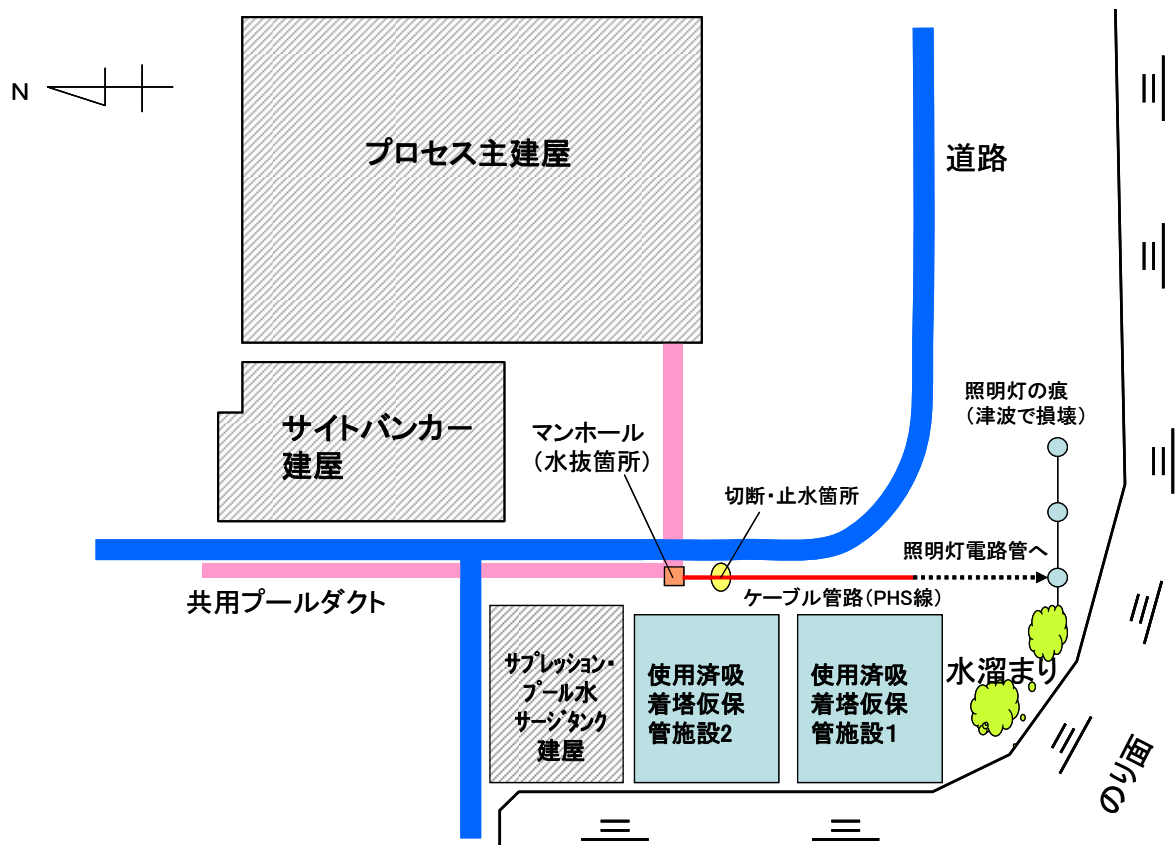 N
プロセス主建屋
道路
サイトバンカー
建屋
マンホール
（水抜箇所）
照明灯の痕
（津波で損壊）
切断・止水箇所
照明灯電路管へ
共用プールダクト
ケーブル管路（PHS線）
サプレッション・
プール水
サージタンク
建屋
使用済吸
着塔仮保
管施設2
使用済吸
着塔仮保
管施設1
水溜まり
のり面